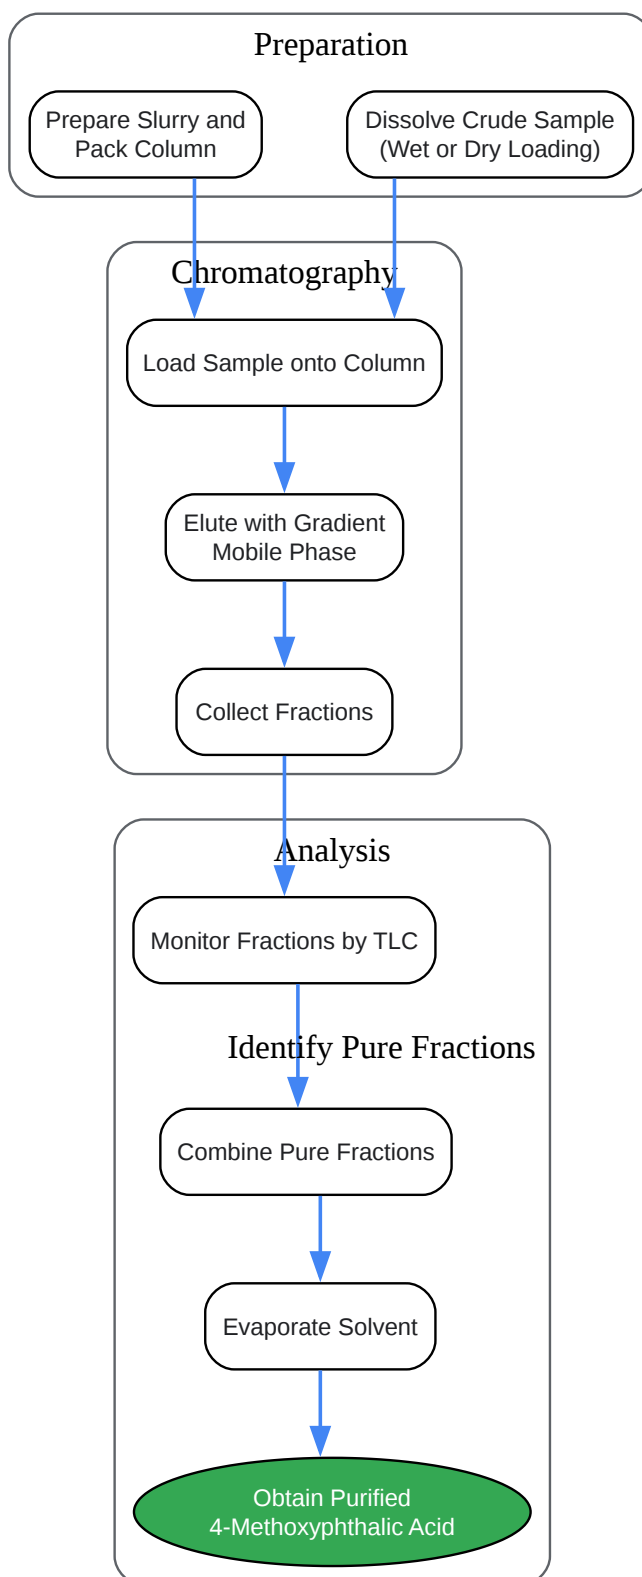 Preparation
Prepare Slurry and
Pack Column
Dissolve Crude Sample
(Wet or Dry Loading)
Chromatography
Load Sample onto Column
Elute with Gradient
Mobile Phase
Collect Fractions
Analysis
Monitor Fractions by TLC
Identify Pure Fractions
Combine Pure Fractions
Evaporate Solvent
Obtain Purified
4-Methoxyphthalic Acid